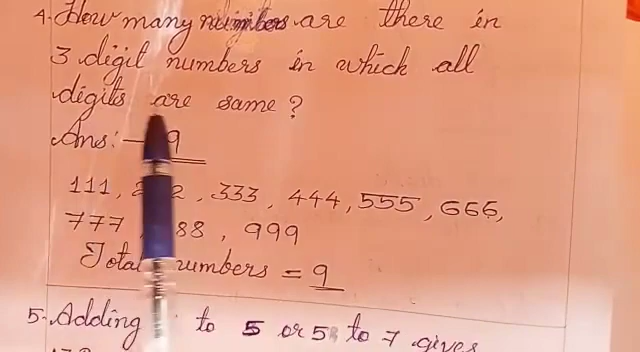 4. How many numbers are there in
3 digit numbers in which all
digits are same?
Ans: - 9
111, 2 2, 333, 444, 555, 666,
777 88, 999
Total numbers = 9
5. Adding to 5 or 5 to 7 gives